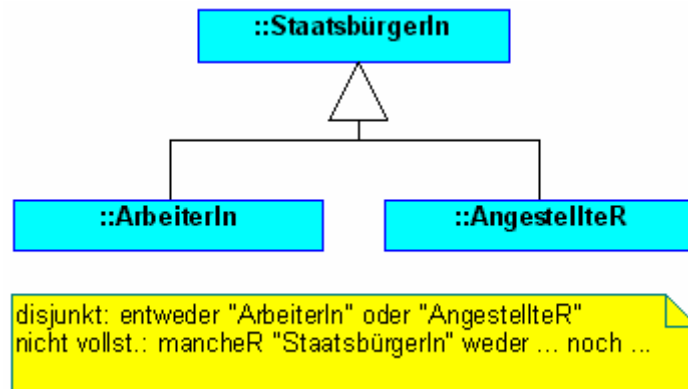 ::StaatsbürgerIn
::ArbeiterIn
::AngestellteR
disjunkt: entweder "ArbeiterIn" oder "AngestellteR"
nicht vollst.: mancheR "StaatsbürgerIn" weder ... noch ...